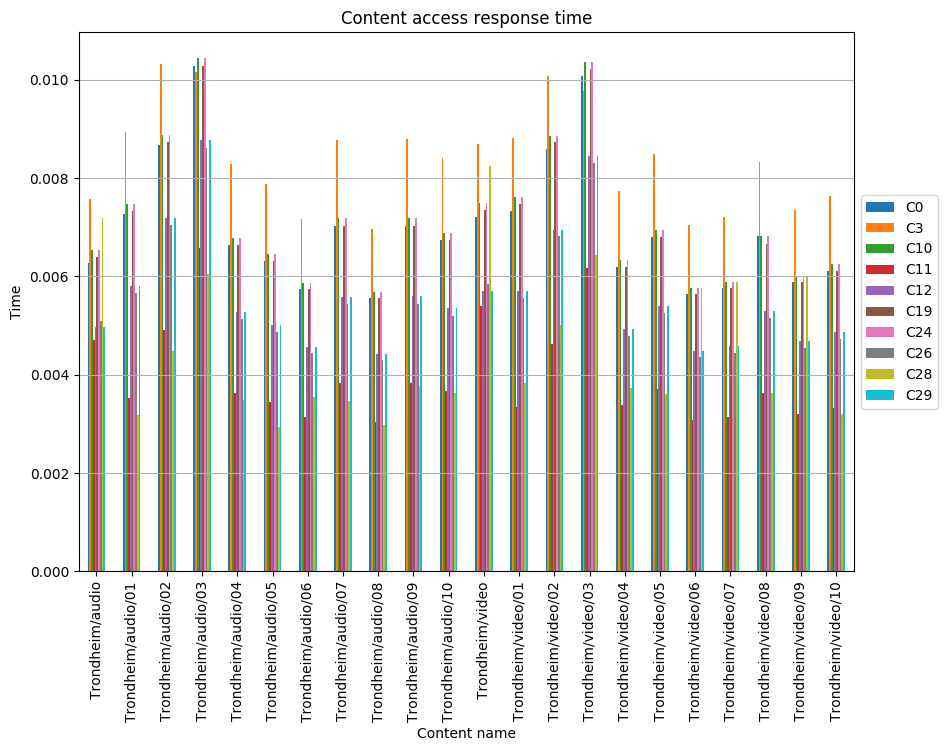 Content access response time
Time
0.010
0.008
0.006
0.004
0.002
0.000
C0
C3
C10
C11
C12
C19
C24
C26
C28
C29
Trondheim/audio
Trondheim/audio/01
Trondheim/audio/02
Trondheim/audio/03
Trondheim/audio/04
Trondheim/audio/05
Trondheim/audio/06
Trondheim/audio/07
Trondheim/audio/08
Trondheim/audio/09
Trondheim/audio/10
Trondheim/video
Trondheim/video/01
Trondheim/video/02
Trondheim/video/03
Trondheim/video/04
Trondheim/video/05
Trondheim/video/06
Trondheim/video/07
Trondheim/video/08
Trondheim/video/09
Trondheim/video/10
Content name